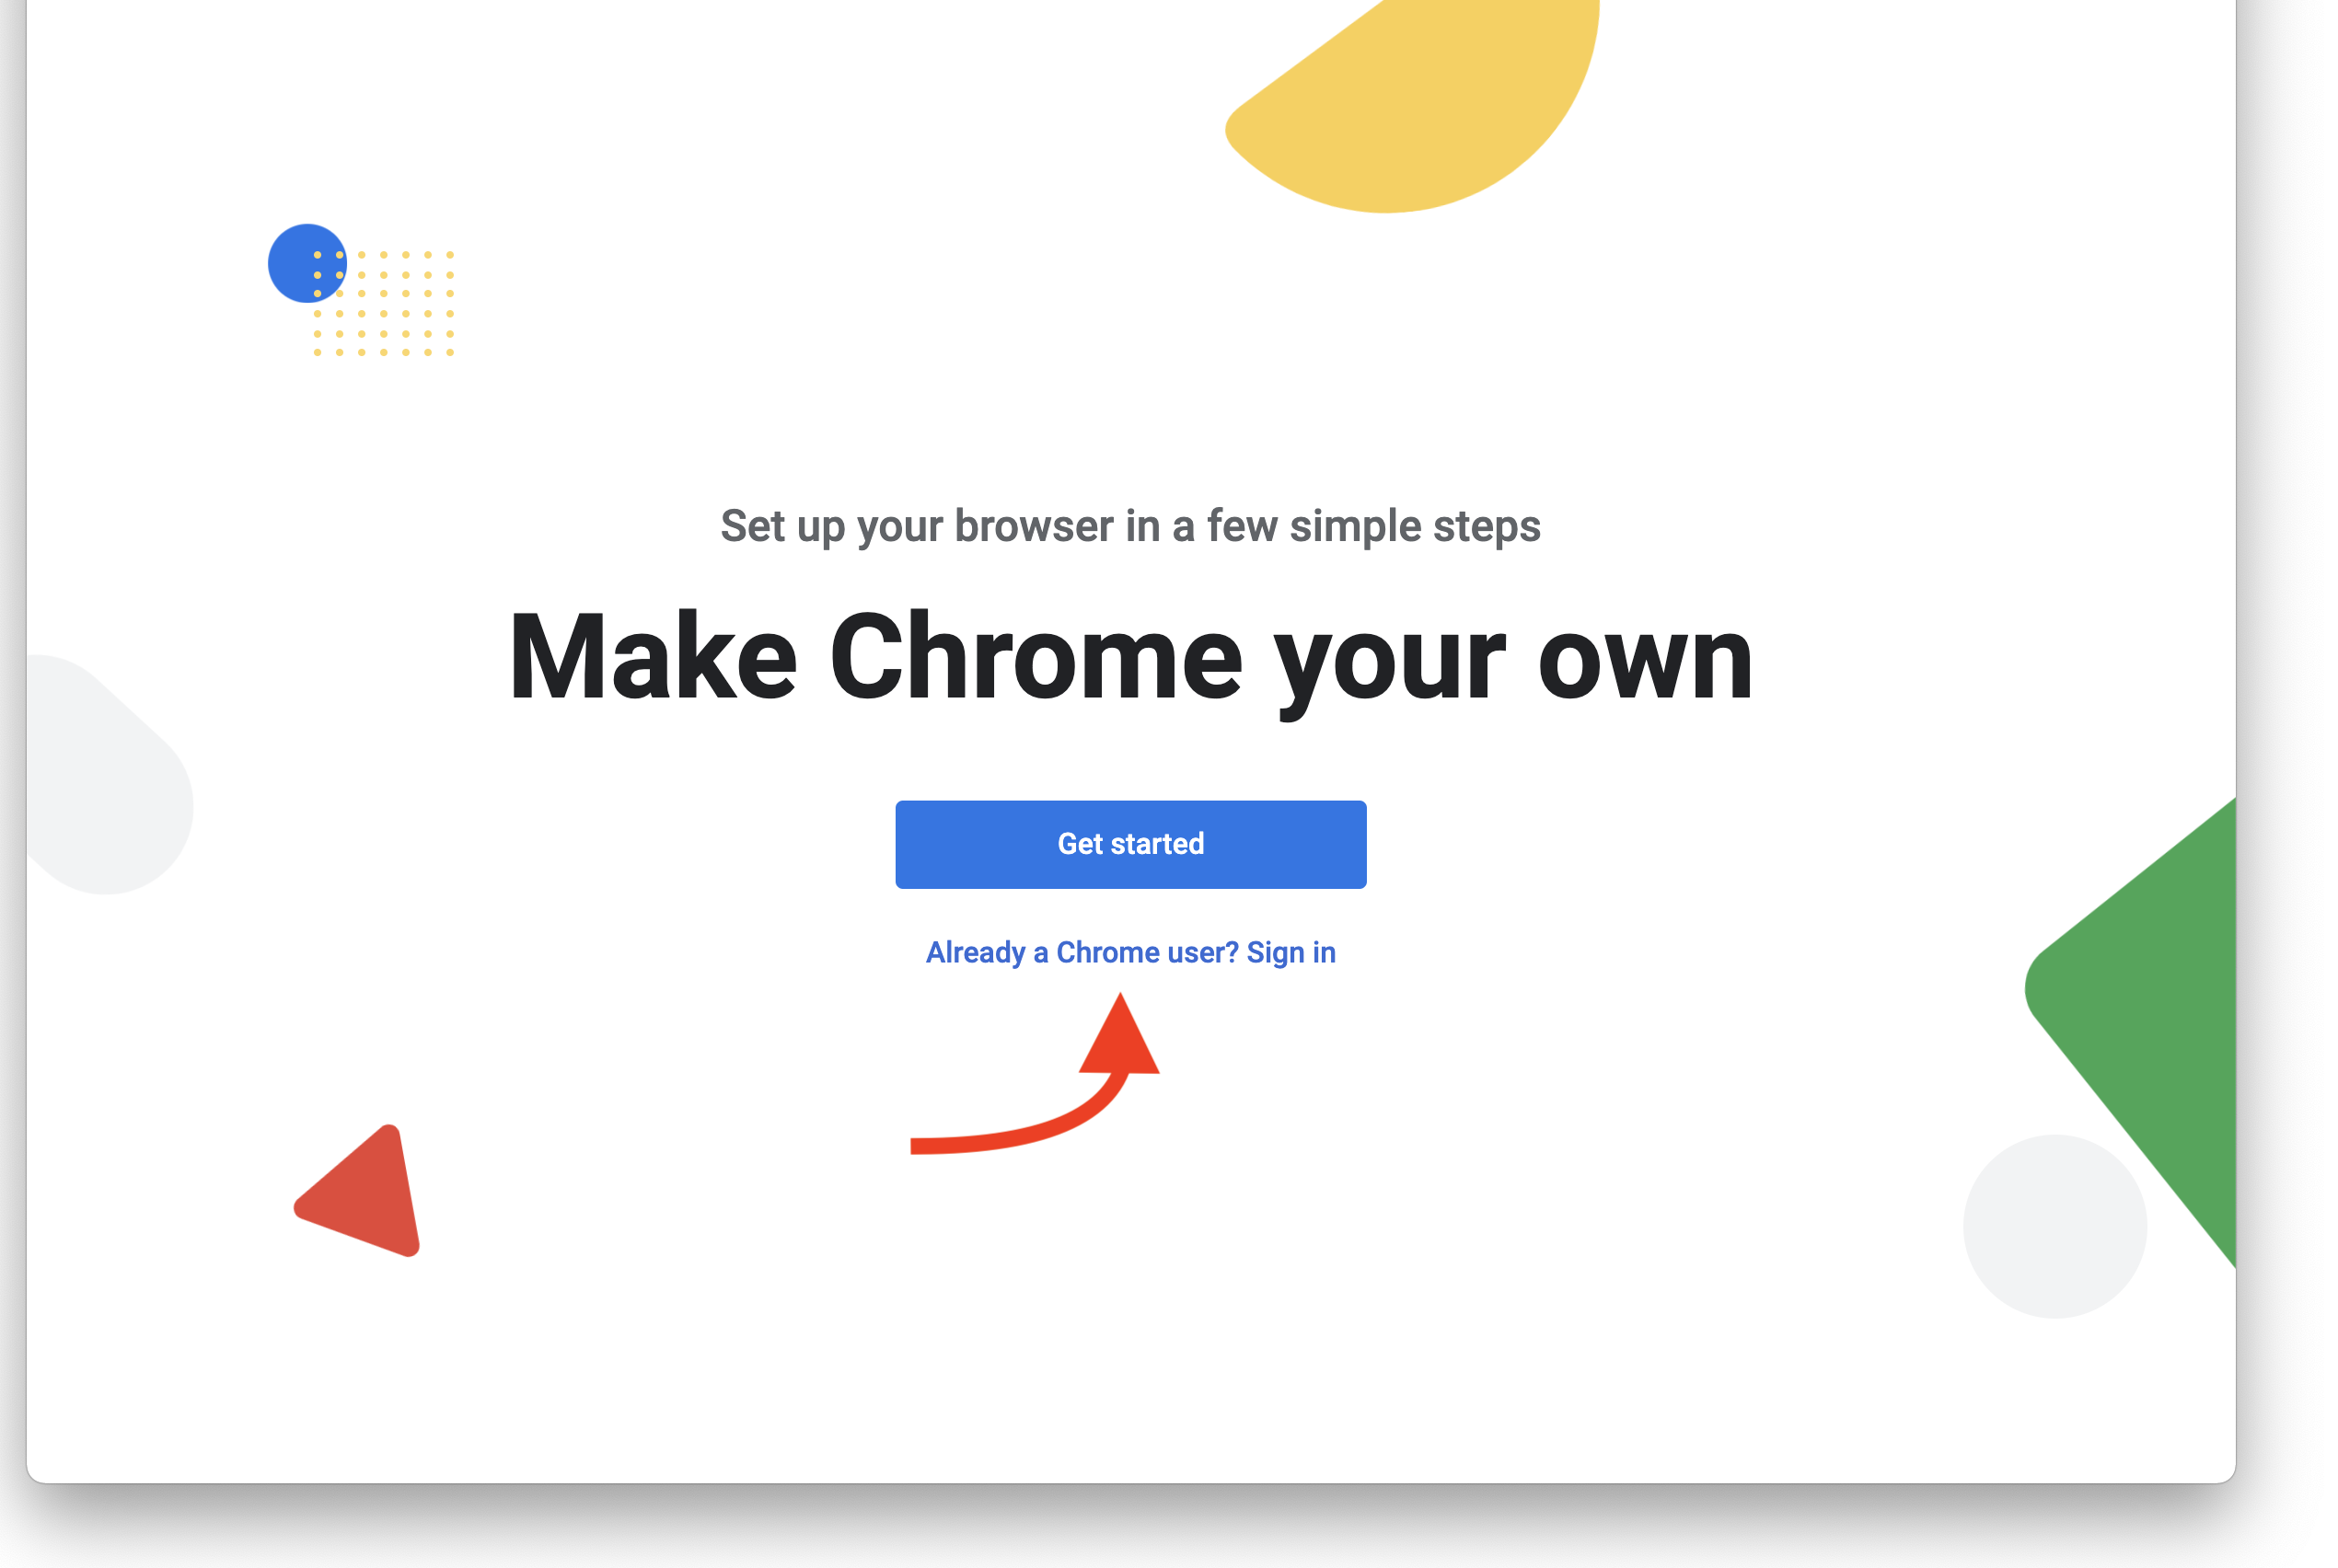 Set up your browser in a few simple steps
Make Chrome your own
Get started
Already a Chrome user? Sign in